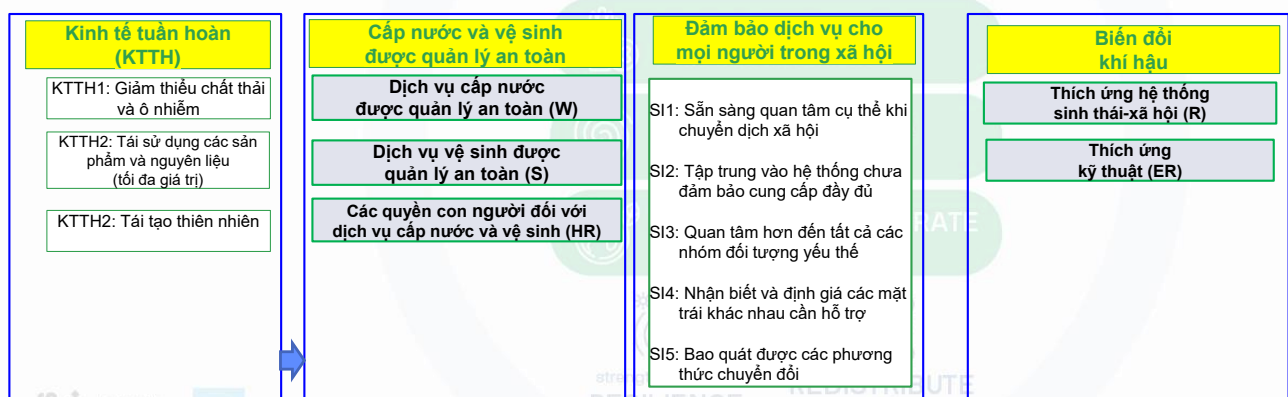 Kinh tế tuần hoàn
(KTTH)
KTTH1: Giảm thiểu chất thải
và ô nhiễm
KTTH2: Tái sử dụng các sản
phẩm và nguyên liệu
(tối đa giá trị)
KTTH2: Tái tạo thiên nhiên
Cấp nước và vệ sinh
được quản lý an toàn
Dịch vụ cấp nước
được quản lý an toàn (W)
Dịch vụ vệ sinh được
quản lý an toàn (S)
Các quyền con người đối với
dịch vụ cấp nước và vệ sinh (HR)
Đảm bảo dịch vụ cho
mọi người trong xã hội
SI1: Sẵn sàng quan tâm cụ thể khi
chuyển dịch xã hội
SI2: Tập trung vào hệ thống chưa
đảm bảo cung cấp đầy đủ
SI3: Quan tâm hơn đến tất cả các
nhóm đối tượng yếu thế
SI4: Nhận biết và định giá các mặt
trái khác nhau cần hỗ trợ
SI5: Bao quát được các phương
thức chuyển đổi
Biến đổi
khí hậu
Thích ứng hệ thống
sinh thái-xã hội (R)
Thích ứng
kỹ thuật (ER)
RATE
REDISTRIBUTE